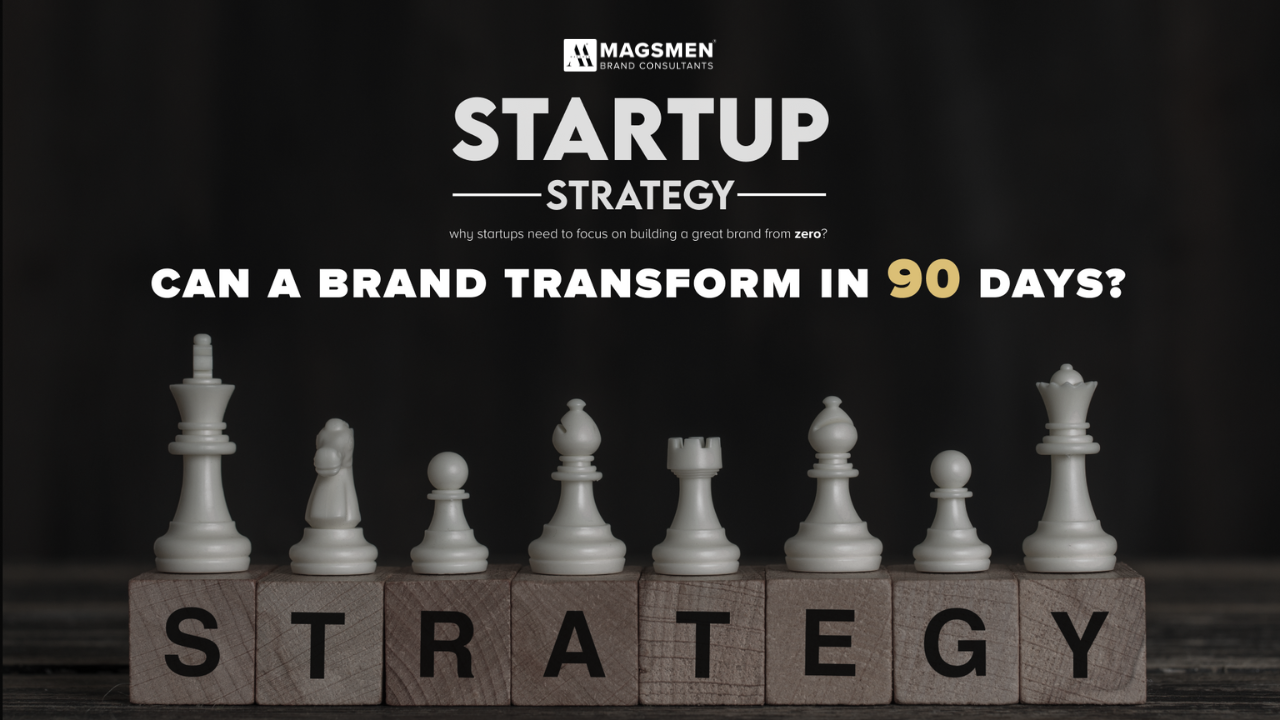 MAGSMEN
BRAND CONSULTANTS
STARTUP
STRATEGY
why startups need to focus on building a great brand from zero?
CAN A BRAND TRANSFORM IN 90 DAYS?
STRATEGY